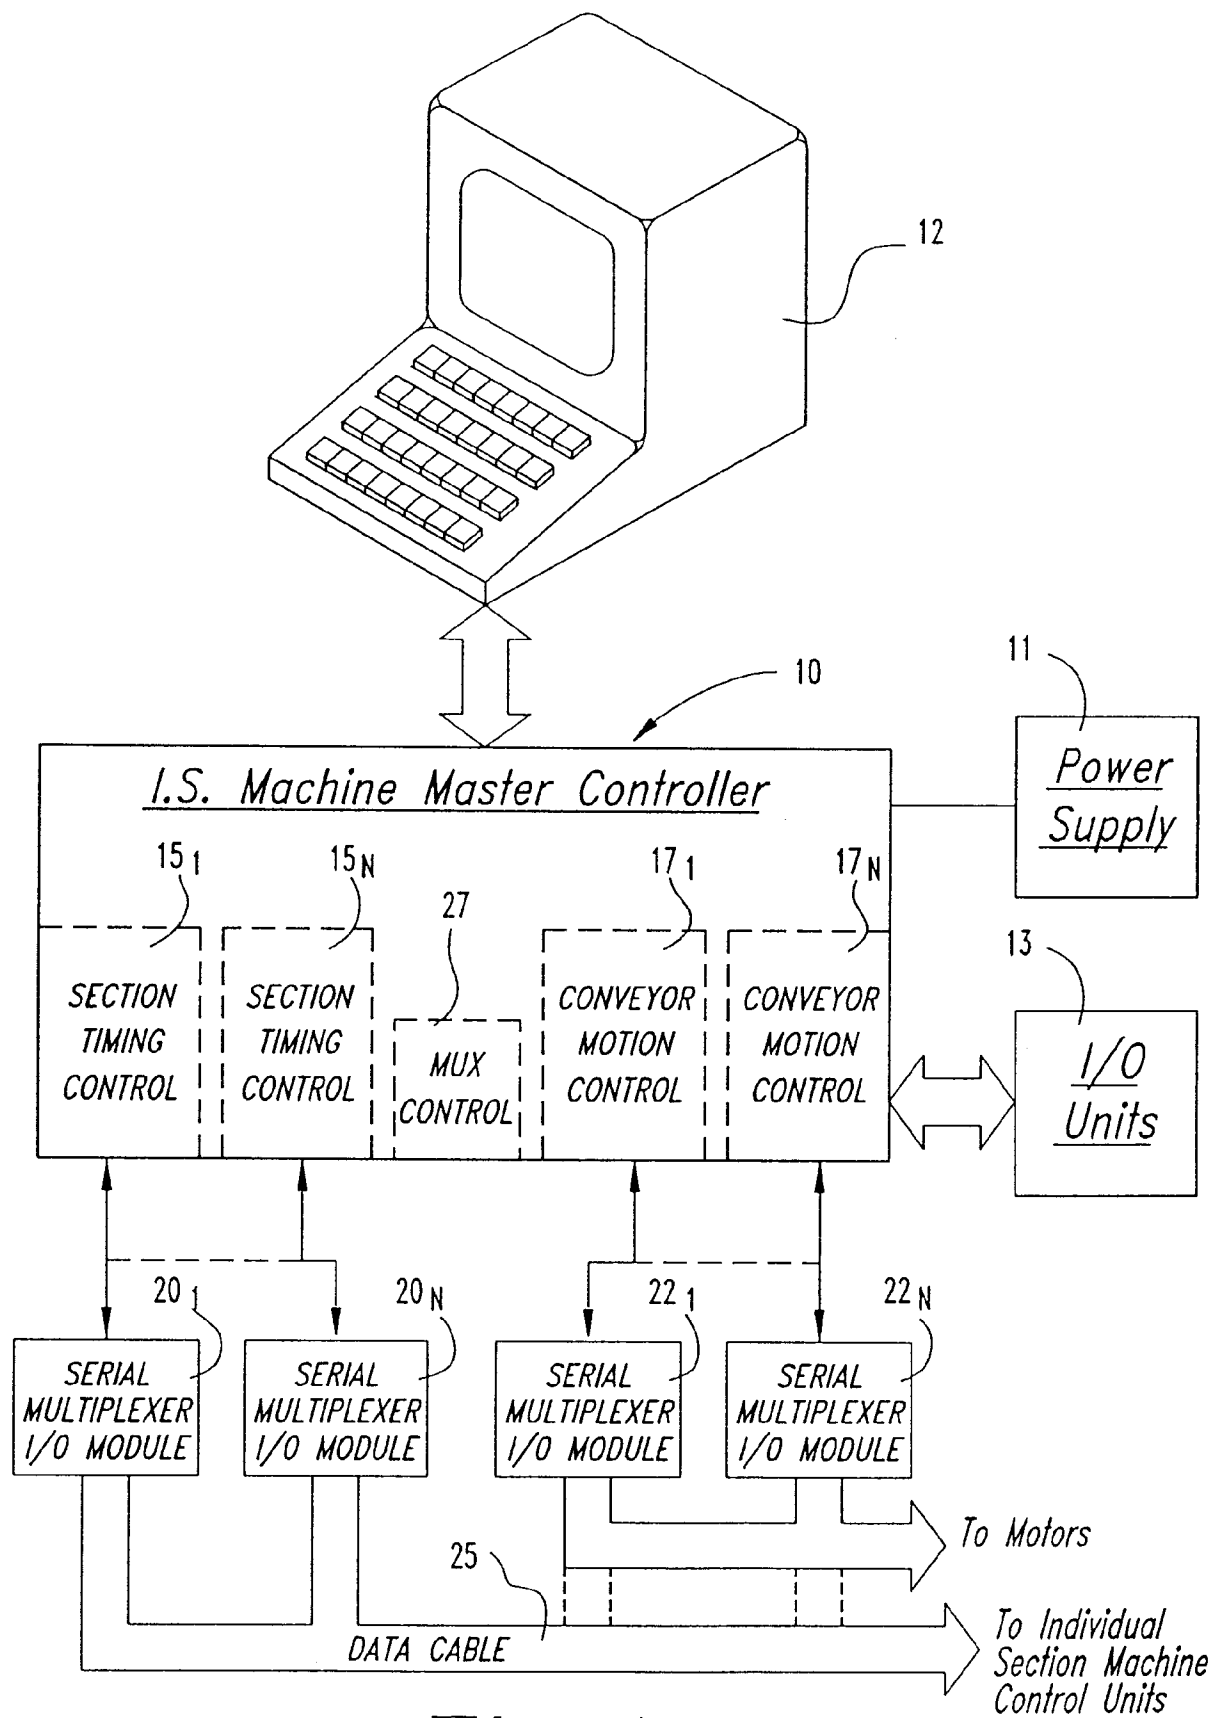 12
10
11
I.S. Machine Master Controller
Power
Supply
15 1
15 N
27
17 1
17 N
13
SECTION
TIMING
CONTROL
SECTION
TIMING
CONTROL
MUX
CONTROL
CONVEYOR
MOTION
CONTROL
CONVEYOR
MOTION
CONTROL
I/O
Units
20 1
20 N
22 1
22 N
SERIAL
MULTIPLEXER
I/O MODULE
SERIAL
MULTIPLEXER
I/O MODULE
SERIAL
MULTIPLEXER
I/O MODULE
SERIAL
MULTIPLEXER
I/O MODULE
To Motors
25
DATA CABLE
To Individual
Section Machine
Control Units